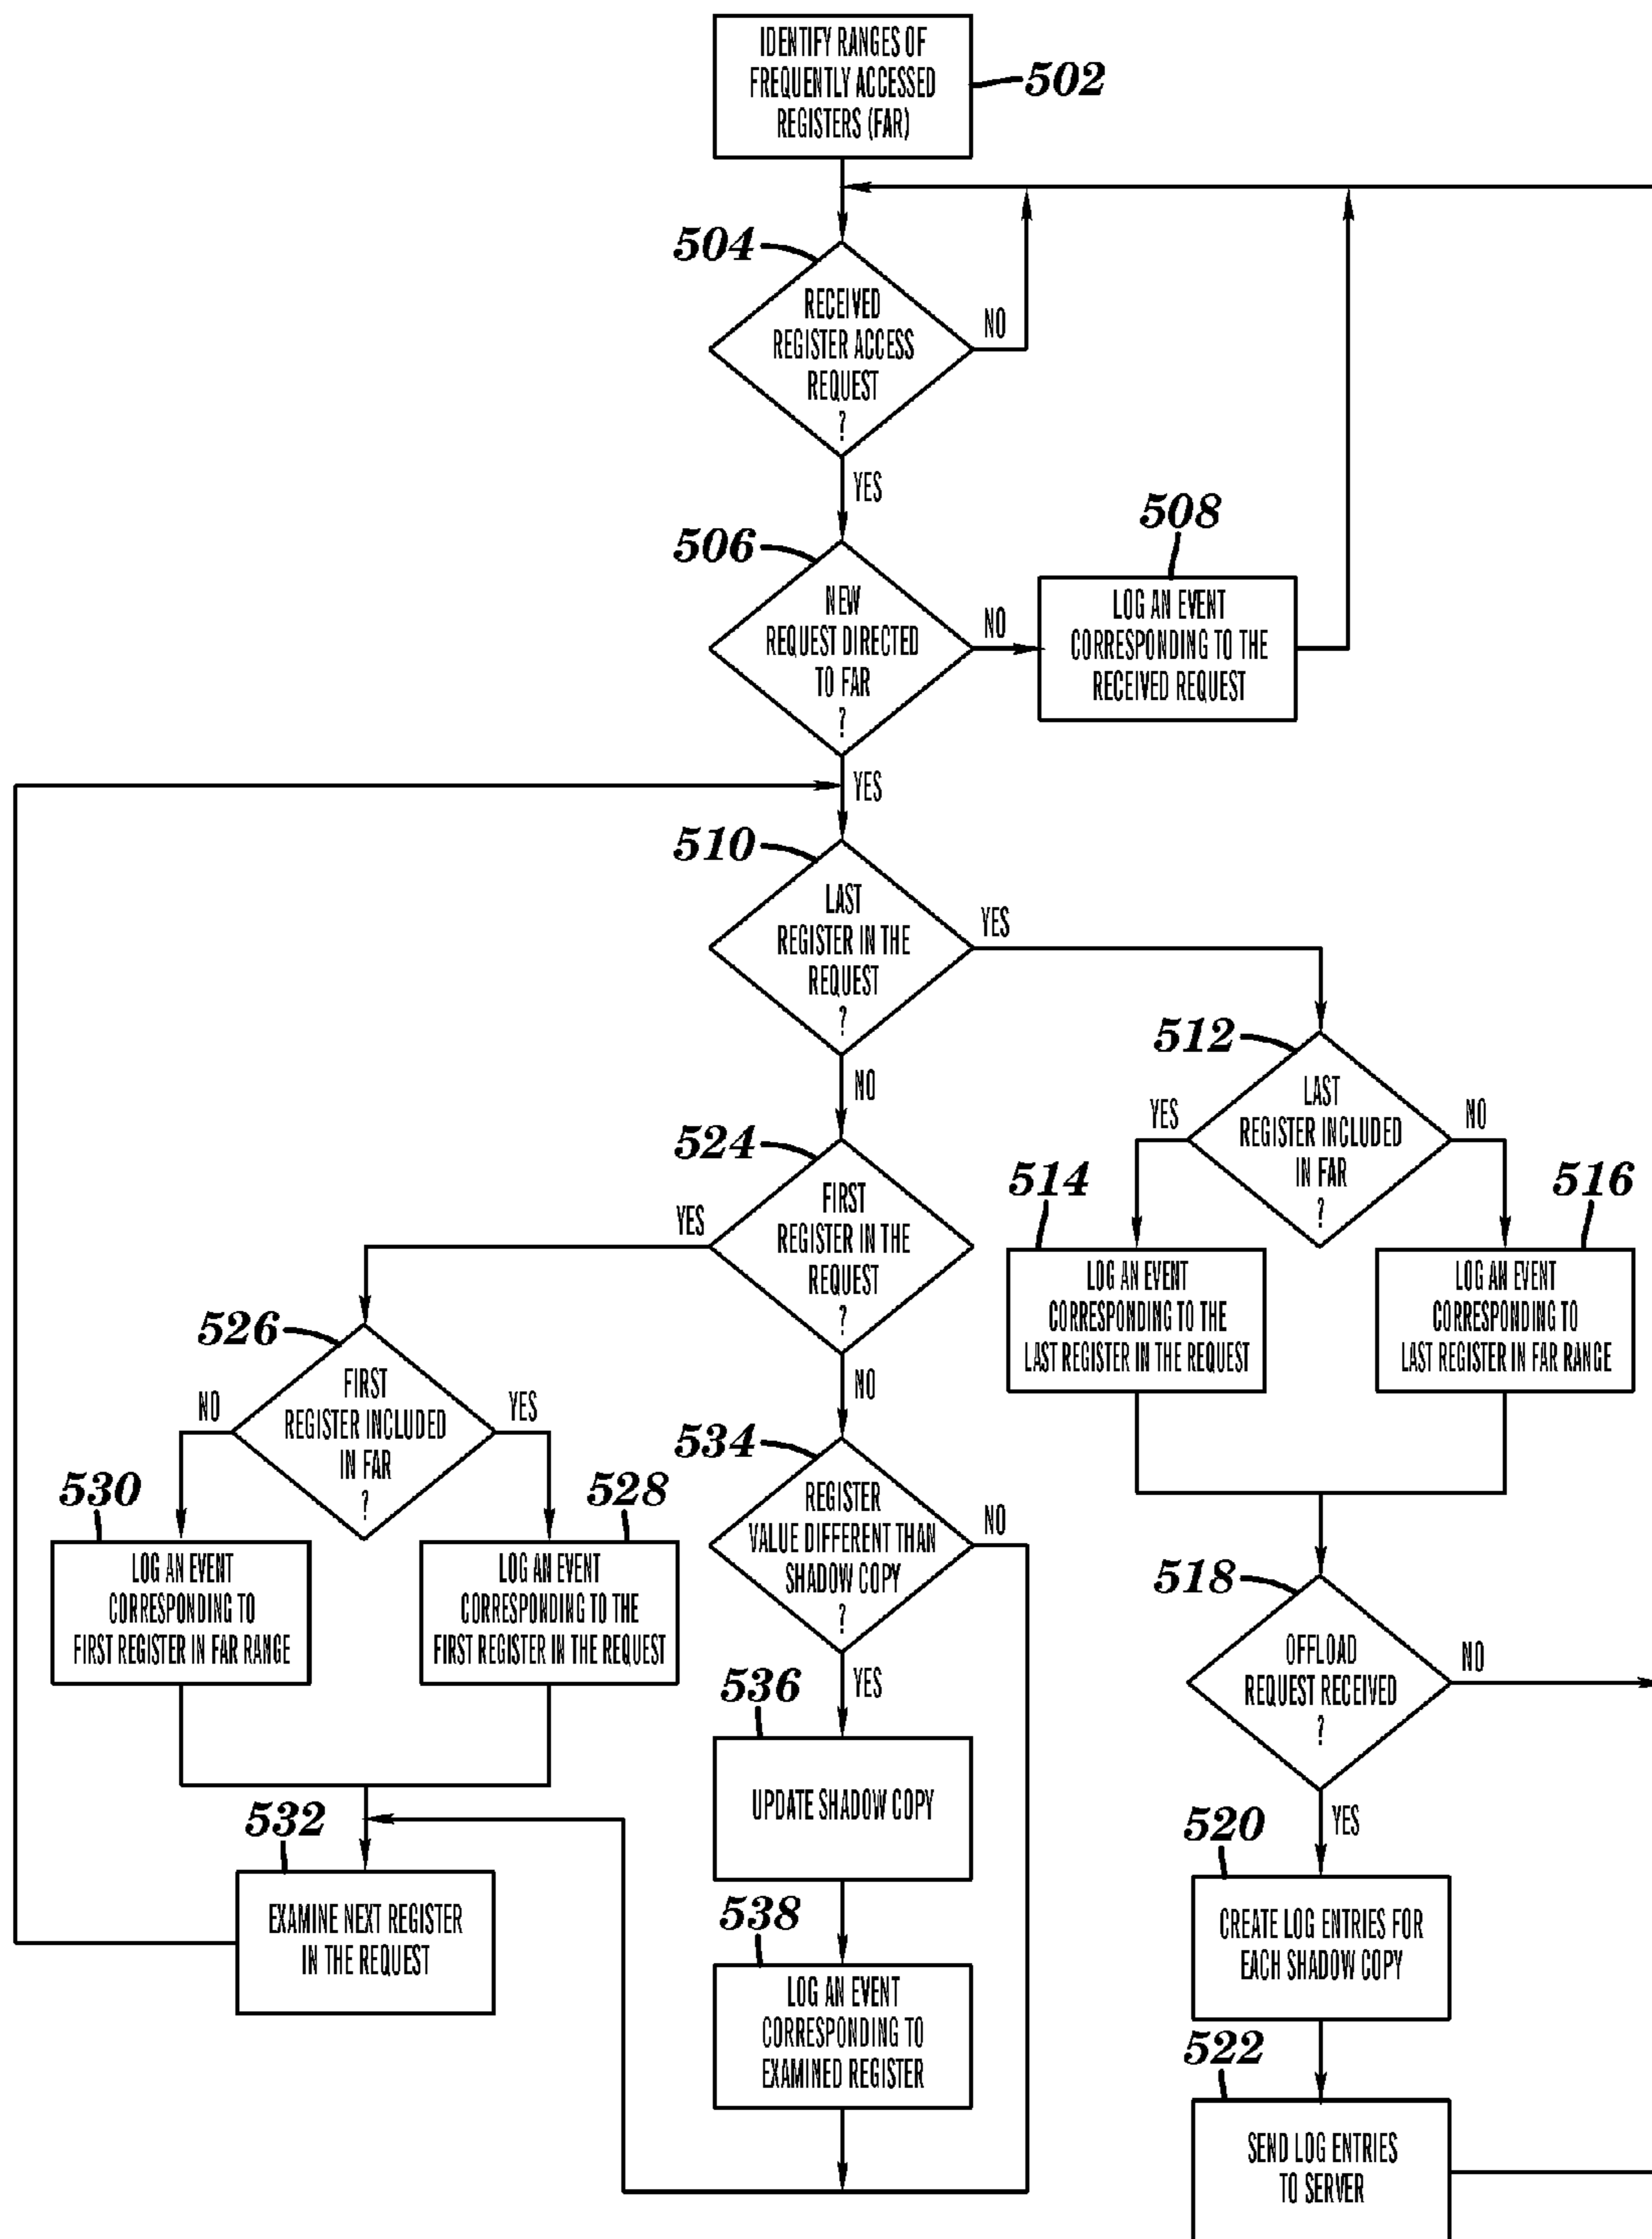 IDENTIFY RANGES OF
FREQUENTLY ACCESSED
REGISTERS (FAR)
502
504
RECEIVED
REGISTER ACCESS
REQUEST
?
NO
YES
506
NEW
REQUEST DIRECTED
TO FAR
?
NO
508
LOG AN EVENT
CORRESPONDING TO THE
RECEIVED REQUEST
YES
510
LAST
REGISTER IN THE
REQUEST
?
YES
NO
512
LAST
REGISTER INCLUDED
IN FAR
?
YES
NO
514
LOG AN EVENT
CORRESPONDING TO THE
LAST REGISTER IN THE REQUEST
516
LOG AN EVENT
CORRESPONDING TO
LAST REGISTER IN FAR RANGE
524
FIRST
REGISTER IN THE
REQUEST
?
YES
NO
526
FIRST
REGISTER INCLUDED
IN FAR
?
NO
YES
530
LOG AN EVENT
CORRESPONDING TO
FIRST REGISTER IN FAR RANGE
528
LOG AN EVENT
CORRESPONDING TO THE
FIRST REGISTER IN THE REQUEST
534
REGISTER
VALUE DIFFERENT THAN
SHADOW COPY
?
NO
YES
518
OFFLOAD
REQUEST RECEIVED
?
NO
YES
536
UPDATE SHADOW COPY
532
EXAMINE NEXT REGISTER
IN THE REQUEST
538
LOG AN EVENT
CORRESPONDING TO
EXAMINED REGISTER
520
CREATE LOG ENTRIES FOR
EACH SHADOW COPY
522
SEND LOG ENTRIES
TO SERVER